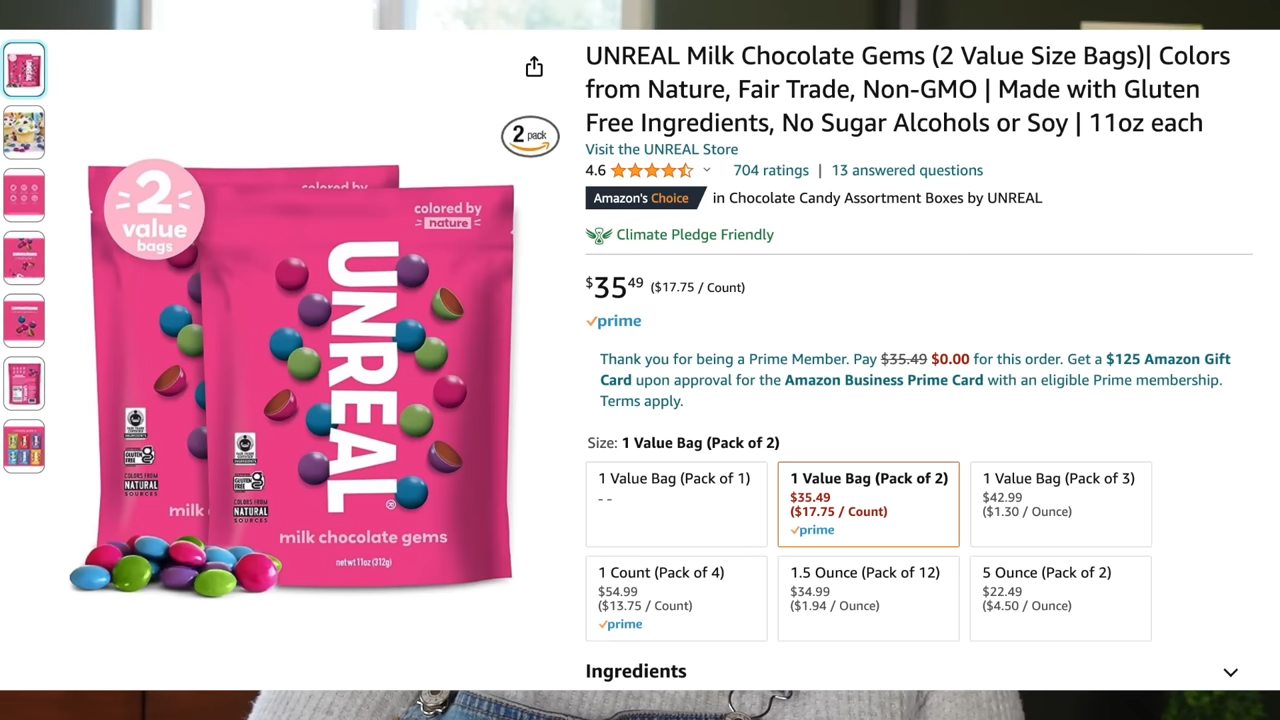 UNREAL Milk Chocolate Gems (2 Value Size Bags)| Colors
from Nature, Fair Trade, Non-GMO | Made with Gluten
Free Ingredients, No Sugar Alcohols or Soy | 11oz each
Visit the UNREAL Store
4.6
704 ratings | 13 answered questions
Amazon's Choice in Chocolate Candy Assortment Boxes by UNREAL
Climate Pledge Friendly
$35 49 ($17.75 / Count)
prime
Thank you for being a Prime Member. Pay $35.49 $0.00 for this order. Get a $125 Amazon Gift
Card upon approval for the Amazon Business Prime Card with an eligible Prime membership.
Terms apply.
Size: 1 Value Bag (Pack of 2)
1 Value Bag (Pack of 1)
- -
1 Value Bag (Pack of 2)
$35.49
($17.75 / Count)
prime
1 Value Bag (Pack of 3)
$42.99
($1.30 / Ounce)
1 Count (Pack of 4)
$54.99
($13.75 / Count)
prime
1.5 Ounce (Pack of 12)
$34.99
($1.94 / Ounce)
5 Ounce (Pack of 2)
$22.49
($4.50 / Ounce)
Ingredients
2 pack
2
value
bags
colored by
colored by
nature
UNREAL
®
GLUTEN
FREE
COLORS FROM
NATURAL
SOURCES
GLUTEN
FREE
COLORS FROM
NATURAL
SOURCES
milk
milk chocolate gems
net wt 11oz (312g)